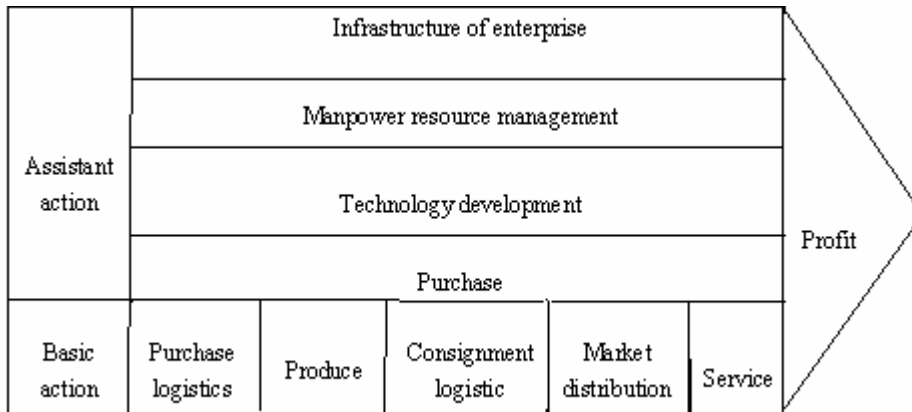 Infrastructure of enterprise
Manpower resource management
Assistant
action
Technology development
Profit
Purchase
Basic
action
Purchase
logistics
Produce
Consignment
logistic
Market
distribution
Service